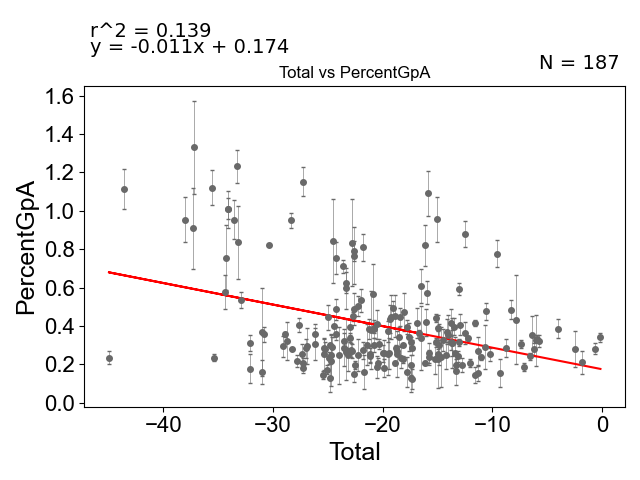 r^2 = 0.139
y = -0.011x + 0.174
N = 187
Total vs PercentGpA
1.6
1.4
1.2
1.0
0.8
0.6
0.4
0.2
0.0
PercentGpA
−40 −30 −20 −10 0
Total